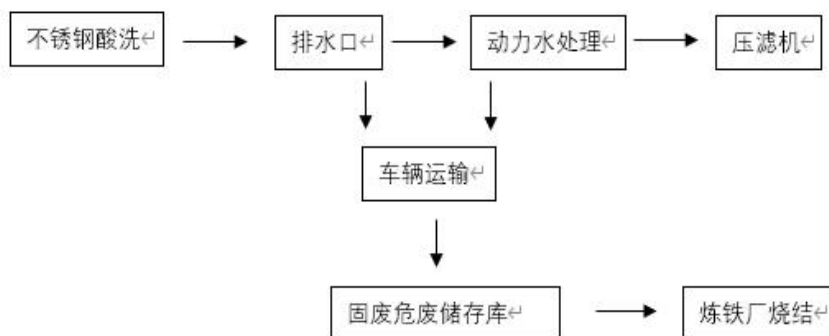 不锈钢酸洗
排水口
动力水处理
压滤机
车辆运输
固废危废储存库
炼铁厂烧结